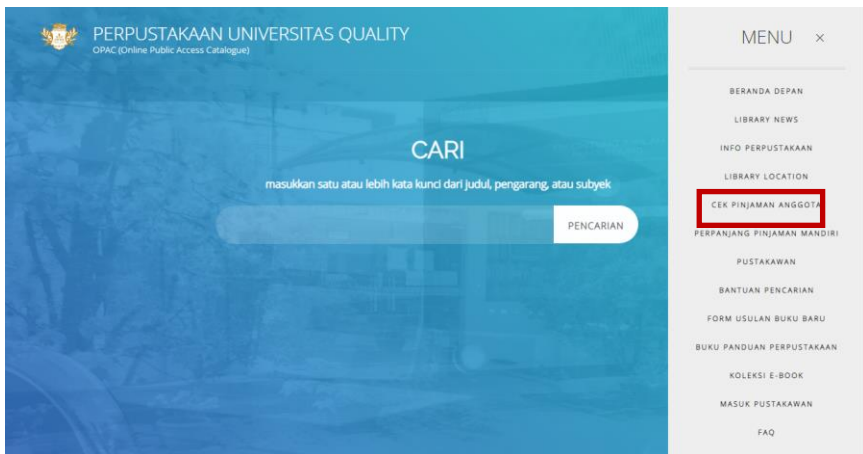 PERPUSTAKAAN UNIVERSITAS QUALITY
OPAC (Online Public Access Catalogue)
CARI
masukkan satu atau lebih kata kunci dari judul, pengarang, atau subyek
PENCARIAN
MENU ×
BERANDA DEPAN
LIBRARY NEWS
INFO PERPUSTAKAAN
LIBRARY LOCATION
CEK PINJAMAN ANGGOTA
PERPANJANG PINJAMAN MANDIRI
PUSTAKAWAN
BANTUAN PENCARIAN
FORM USULAN BUKU BARU
BUKU PANDUAN PERPUSTAKAAN
KOLEKSI E-BOOK
MASUK PUSTAKAWAN
FAQ